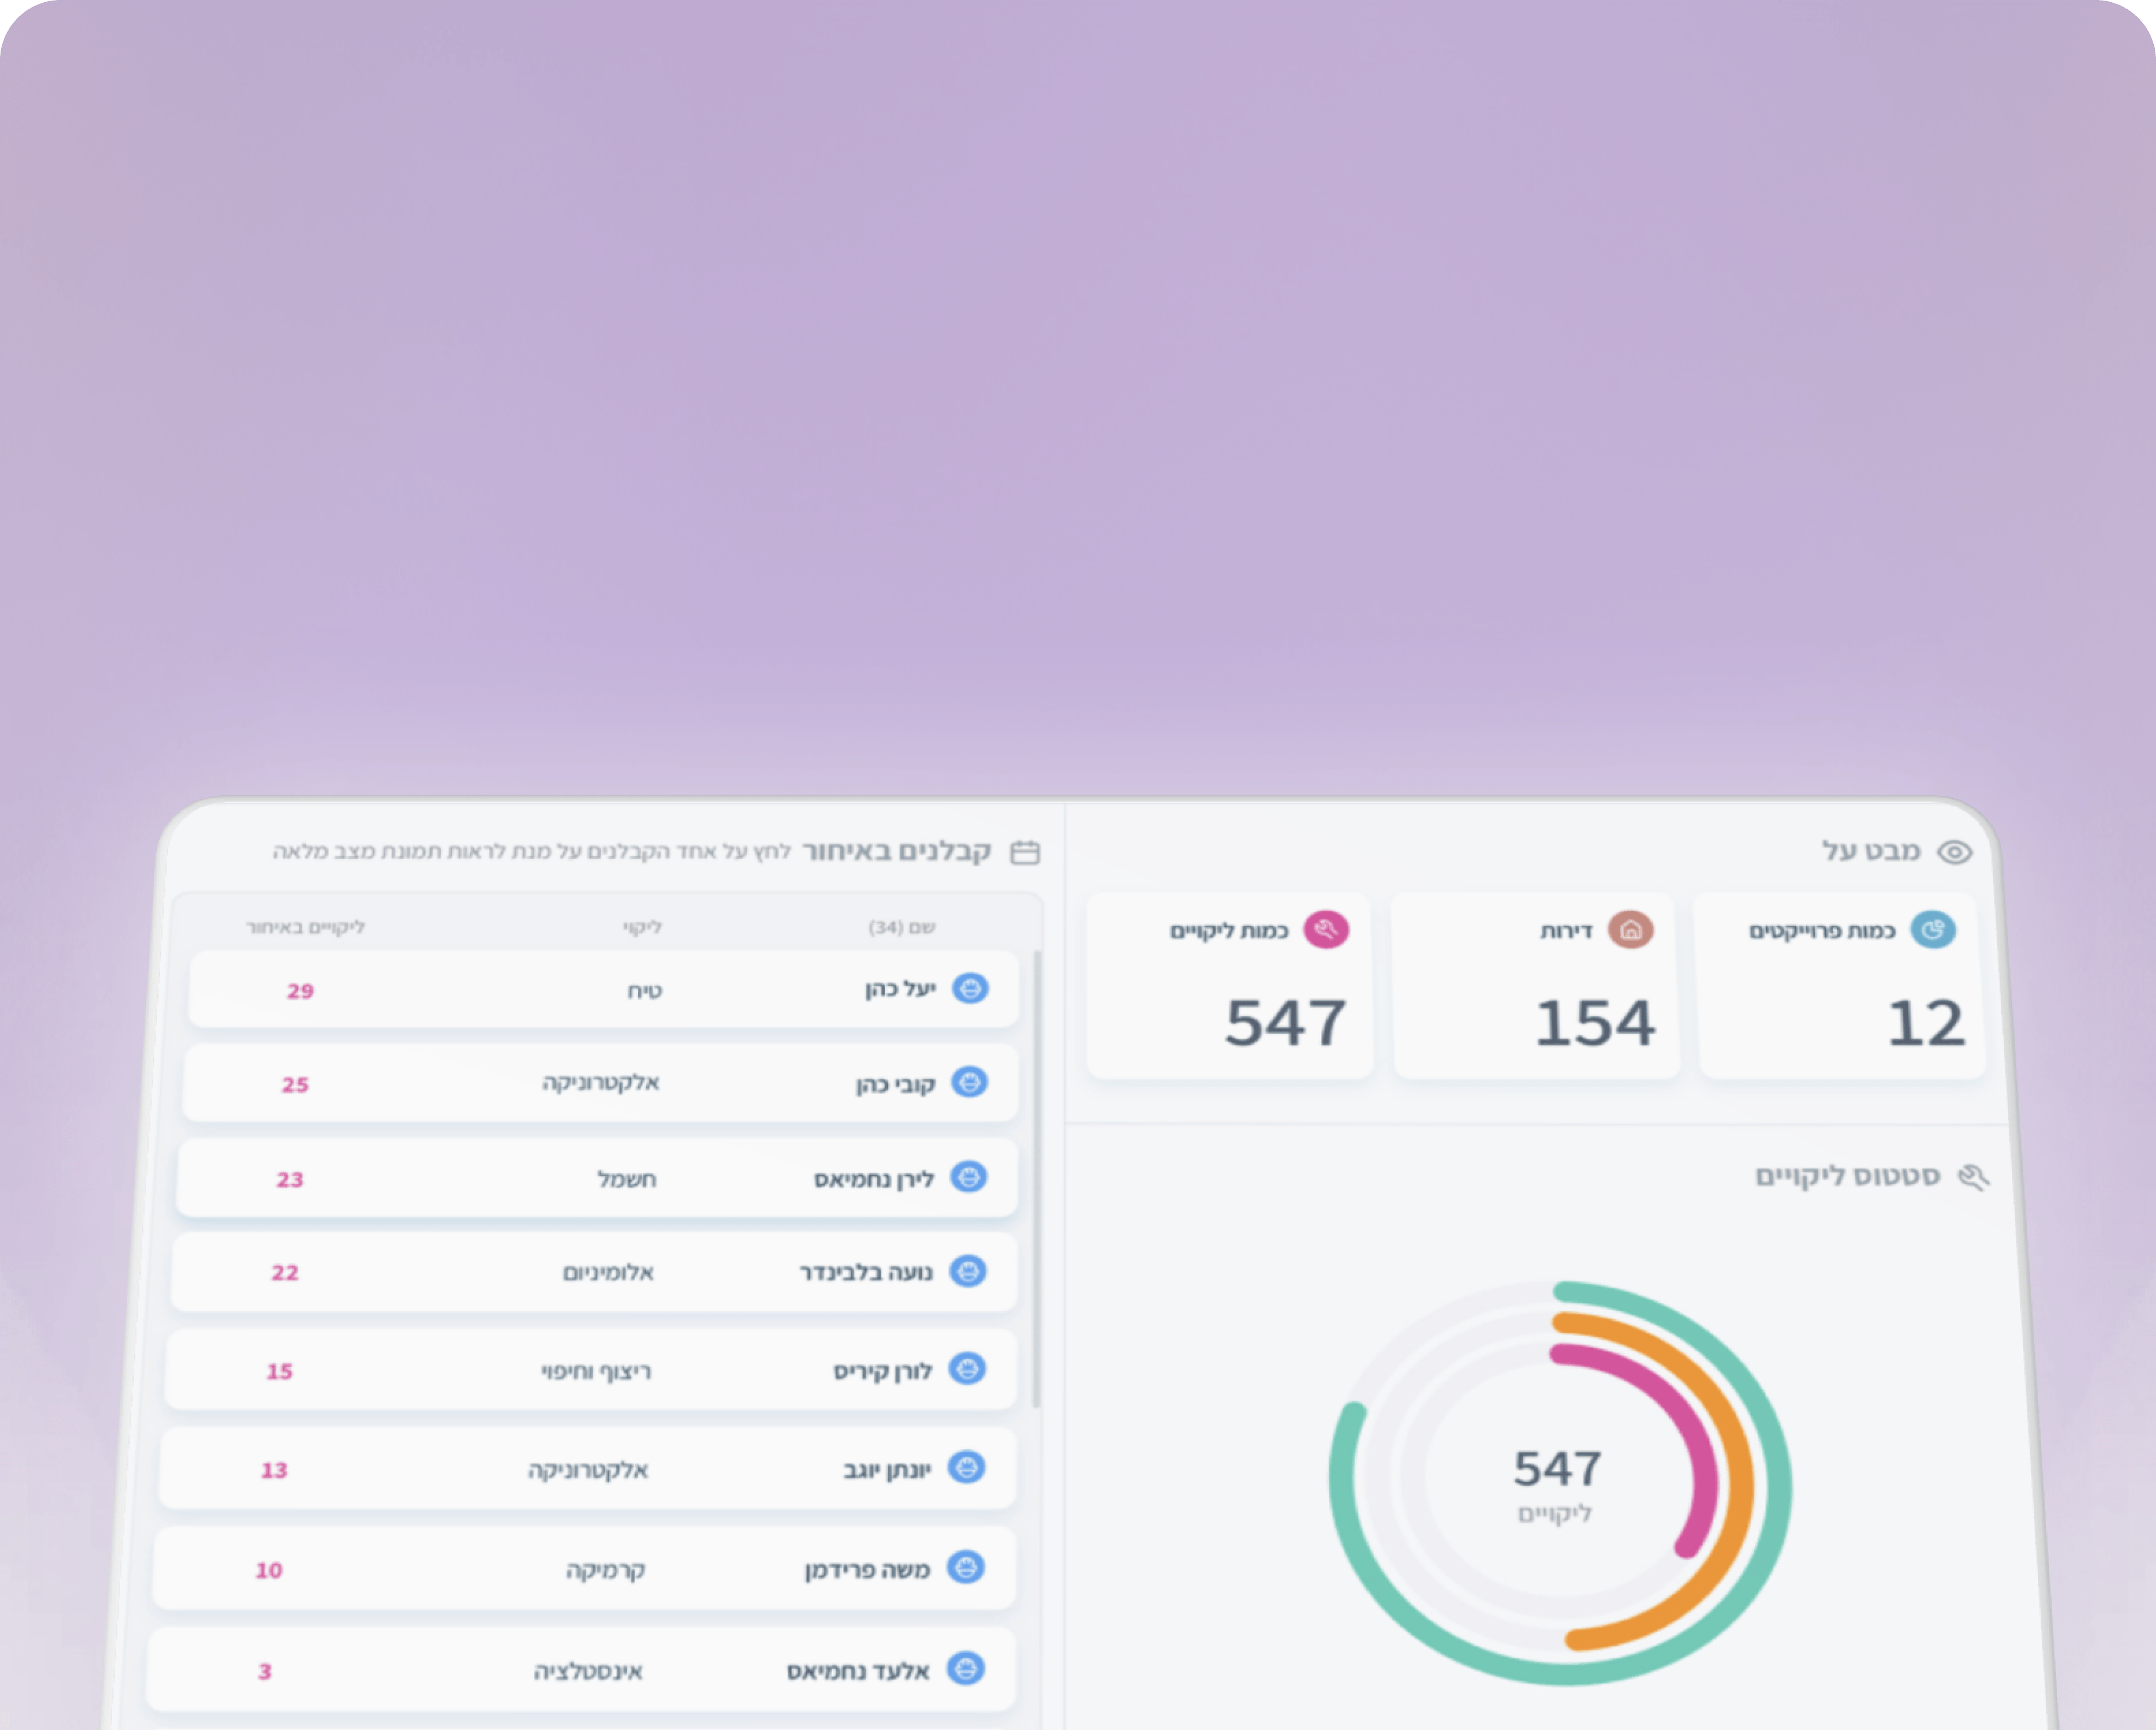 מבט על
כמות פרוייקטים
12
דירות
154
כמות ליקויים
547
סטטוס ליקויים
547
ליקויים
קבלנים באיחור לחץ על אחד הקבלנים על מנת לראות תמונת מצב מלאה
שם (34) ליקוי ליקויים באיחור
יעל כהן טיח 29
קובי כהן אלקטרוניקה 25
לירן נחמיאס חשמל 23
נועה בלבינדר אלומיניום 22
לורן קיריס ריצוף וחיפוי 15
יונתן יוגב אלקטרוניקה 13
משה פרידמן קרמיקה 10
אלעד נחמיאס אינסטלציה 3